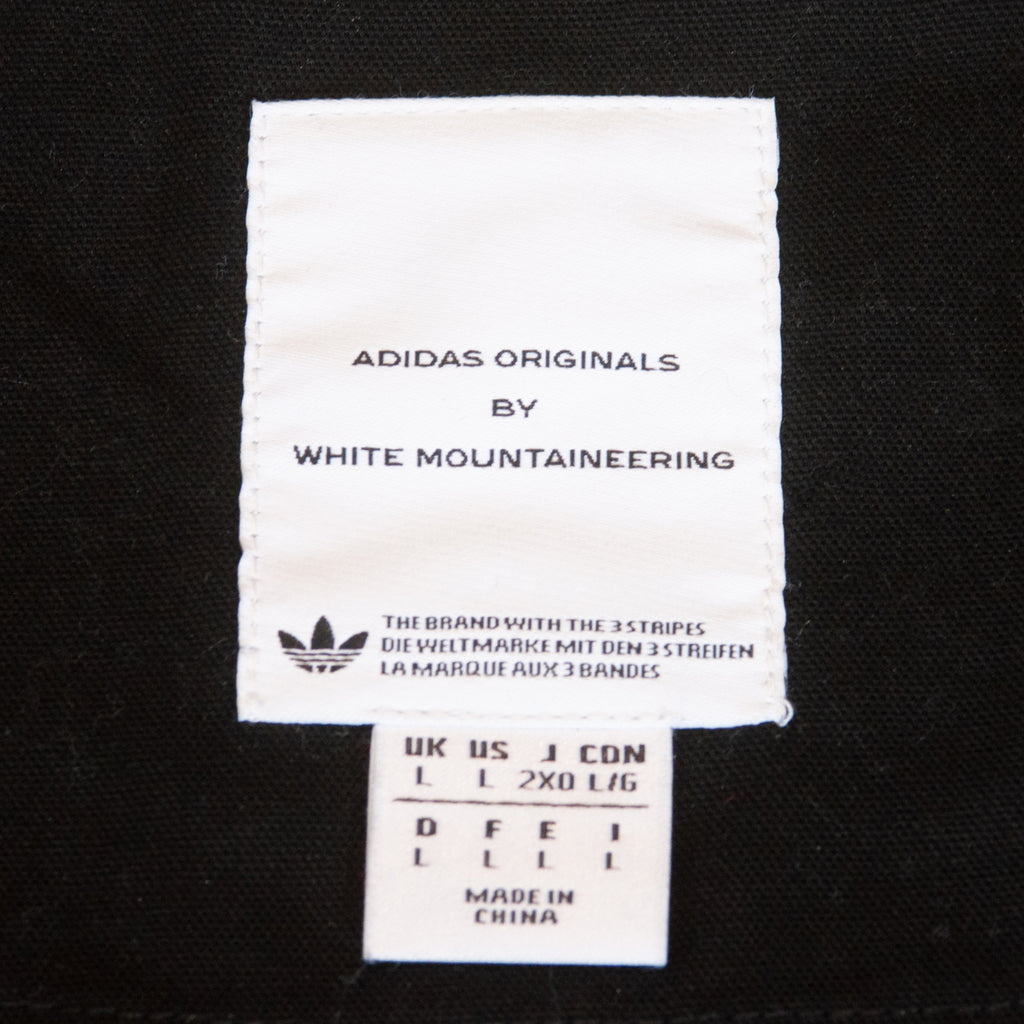 ADIDAS ORIGINALS
BY
WHITE MOUNTAINEERING
THE BRAND WITH THE 3 STRIPES
DIE WELTMARKE MIT DEN 3 STREIFEN
LA MARQUE AUX 3 BANDES
UK US J CDN
L L 2XO L/G
D F E I
L L L L
MADE IN
CHINA